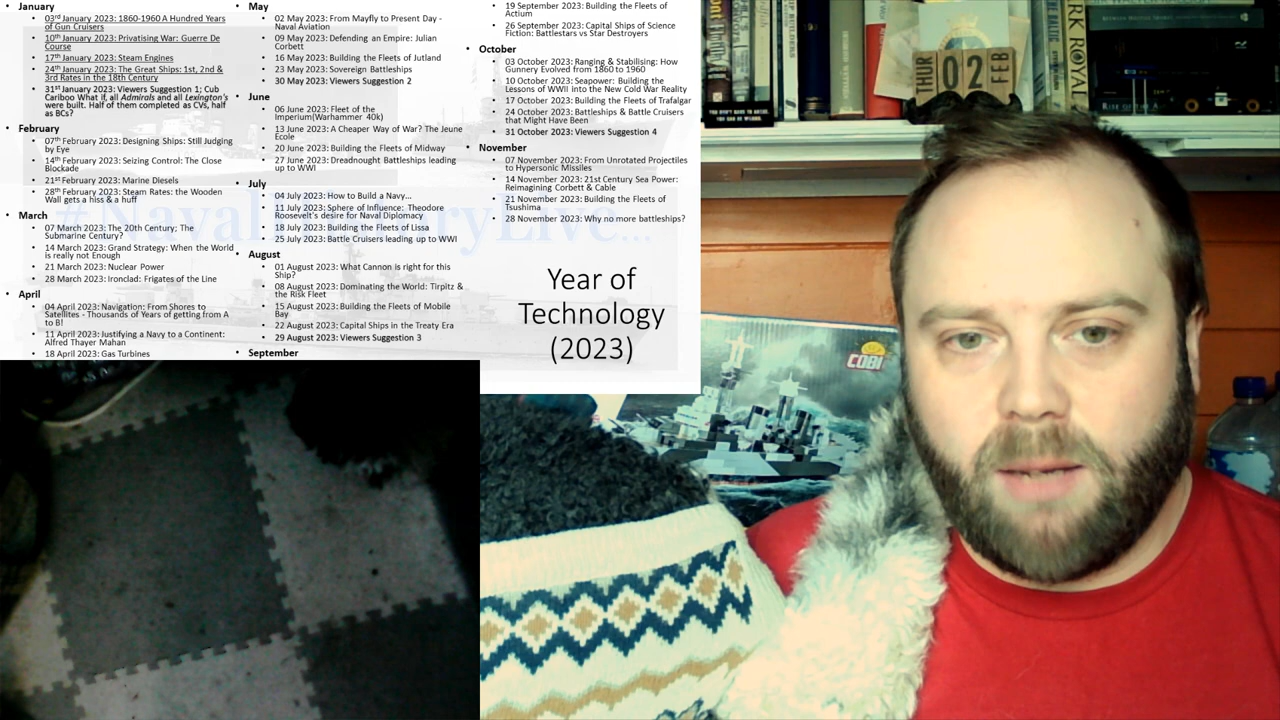 January
03rd January 2023: 1860-1960 A Hundred Years
of Gun Cruisers
10th January 2023: Privatising War: Guerre De
Course
17th January 2023: Steam Engines
24th January 2023: The Great Ships: 1st, 2nd &
3rd Rates in the 18th Century
31st January 2023: Viewers Suggestion 1; Cub
Cariboo What if, all Admirals and all Lexington's
were built. Half of them completed as CVs, half
as BCs?
February
07th February 2023: Designing Ships: Still Judging
by Eye
14th February 2023: Seizing Control: The Close
Blockade
21st February 2023: Marine Diesels
28th February 2023: Steam Rates: the Wooden
Wall gets a hiss & a huff
March
07 March 2023: The 20th Century; The
Submarine Century?
14 March 2023: Grand Strategy: When the World
is really not Enough
21 March 2023: Nuclear Power
28 March 2023: Ironclad: Frigates of the Line
April
04 April 2023: Navigation: From Shores to
Satellites - Thousands of Years of getting from A
to B!
11 April 2023: Justifying a Navy to a Continent:
Alfred Thayer Mahan
18 April 2023: Gas Turbines
May
02 May 2023: From Mayfly to Present Day -
Naval Aviation
09 May 2023: Defending an Empire: Julian
Corbett
16 May 2023: Building the Fleets of Jutland
23 May 2023: Sovereign Battleships
30 May 2023: Viewers Suggestion 2
June
06 June 2023: Fleet of the
Imperium(Warhammer 40k)
13 June 2023: A Cheaper Way of War? The Jeune
Ecole
20 June 2023: Building the Fleets of Midway
27 June 2023: Dreadnought Battleships leading
up to WWI
July
04 July 2023: How to Build a Navy...
11 July 2023: Sphere of Influence: Theodore
Roosevelt's desire for Naval Diplomacy
18 July 2023: Building the Fleets of Lissa
25 July 2023: Battle Cruisers leading up to WWI
August
01 August 2023: What Cannon is right for this
Ship?
08 August 2023: Dominating the World: Tirpitz &
the Risk Fleet
15 August 2023: Building the Fleets of Mobile
Bay
22 August 2023: Capital Ships in the Treaty Era
29 August 2023: Viewers Suggestion 3
September
19 September 2023: Building the Fleets of
Actium
26 September 2023: Capital Ships of Science
Fiction: Battlestars vs Star Destroyers
October
03 October 2023: Ranging & Stabilising: How
Gunnery Evolved from 1860 to 1960
10 October 2023: Seapower: Building the
Lessons of WWII into the New Cold War Reality
17 October 2023: Building the Fleets of Trafalgar
24 October 2023: Battleships & Battle Cruisers
that Might Have Been
31 October 2023: Viewers Suggestion 4
November
07 November 2023: From Unrotated Projectiles
to Hypersonic Missiles
14 November 2023: 21st Century Sea Power:
Reimagining Corbett & Cable
21 November 2023: Building the Fleets of
Tsushima
28 November 2023: Why no more battleships?
Year of
Technology
(2023)
THUR 02 FEB
COBI